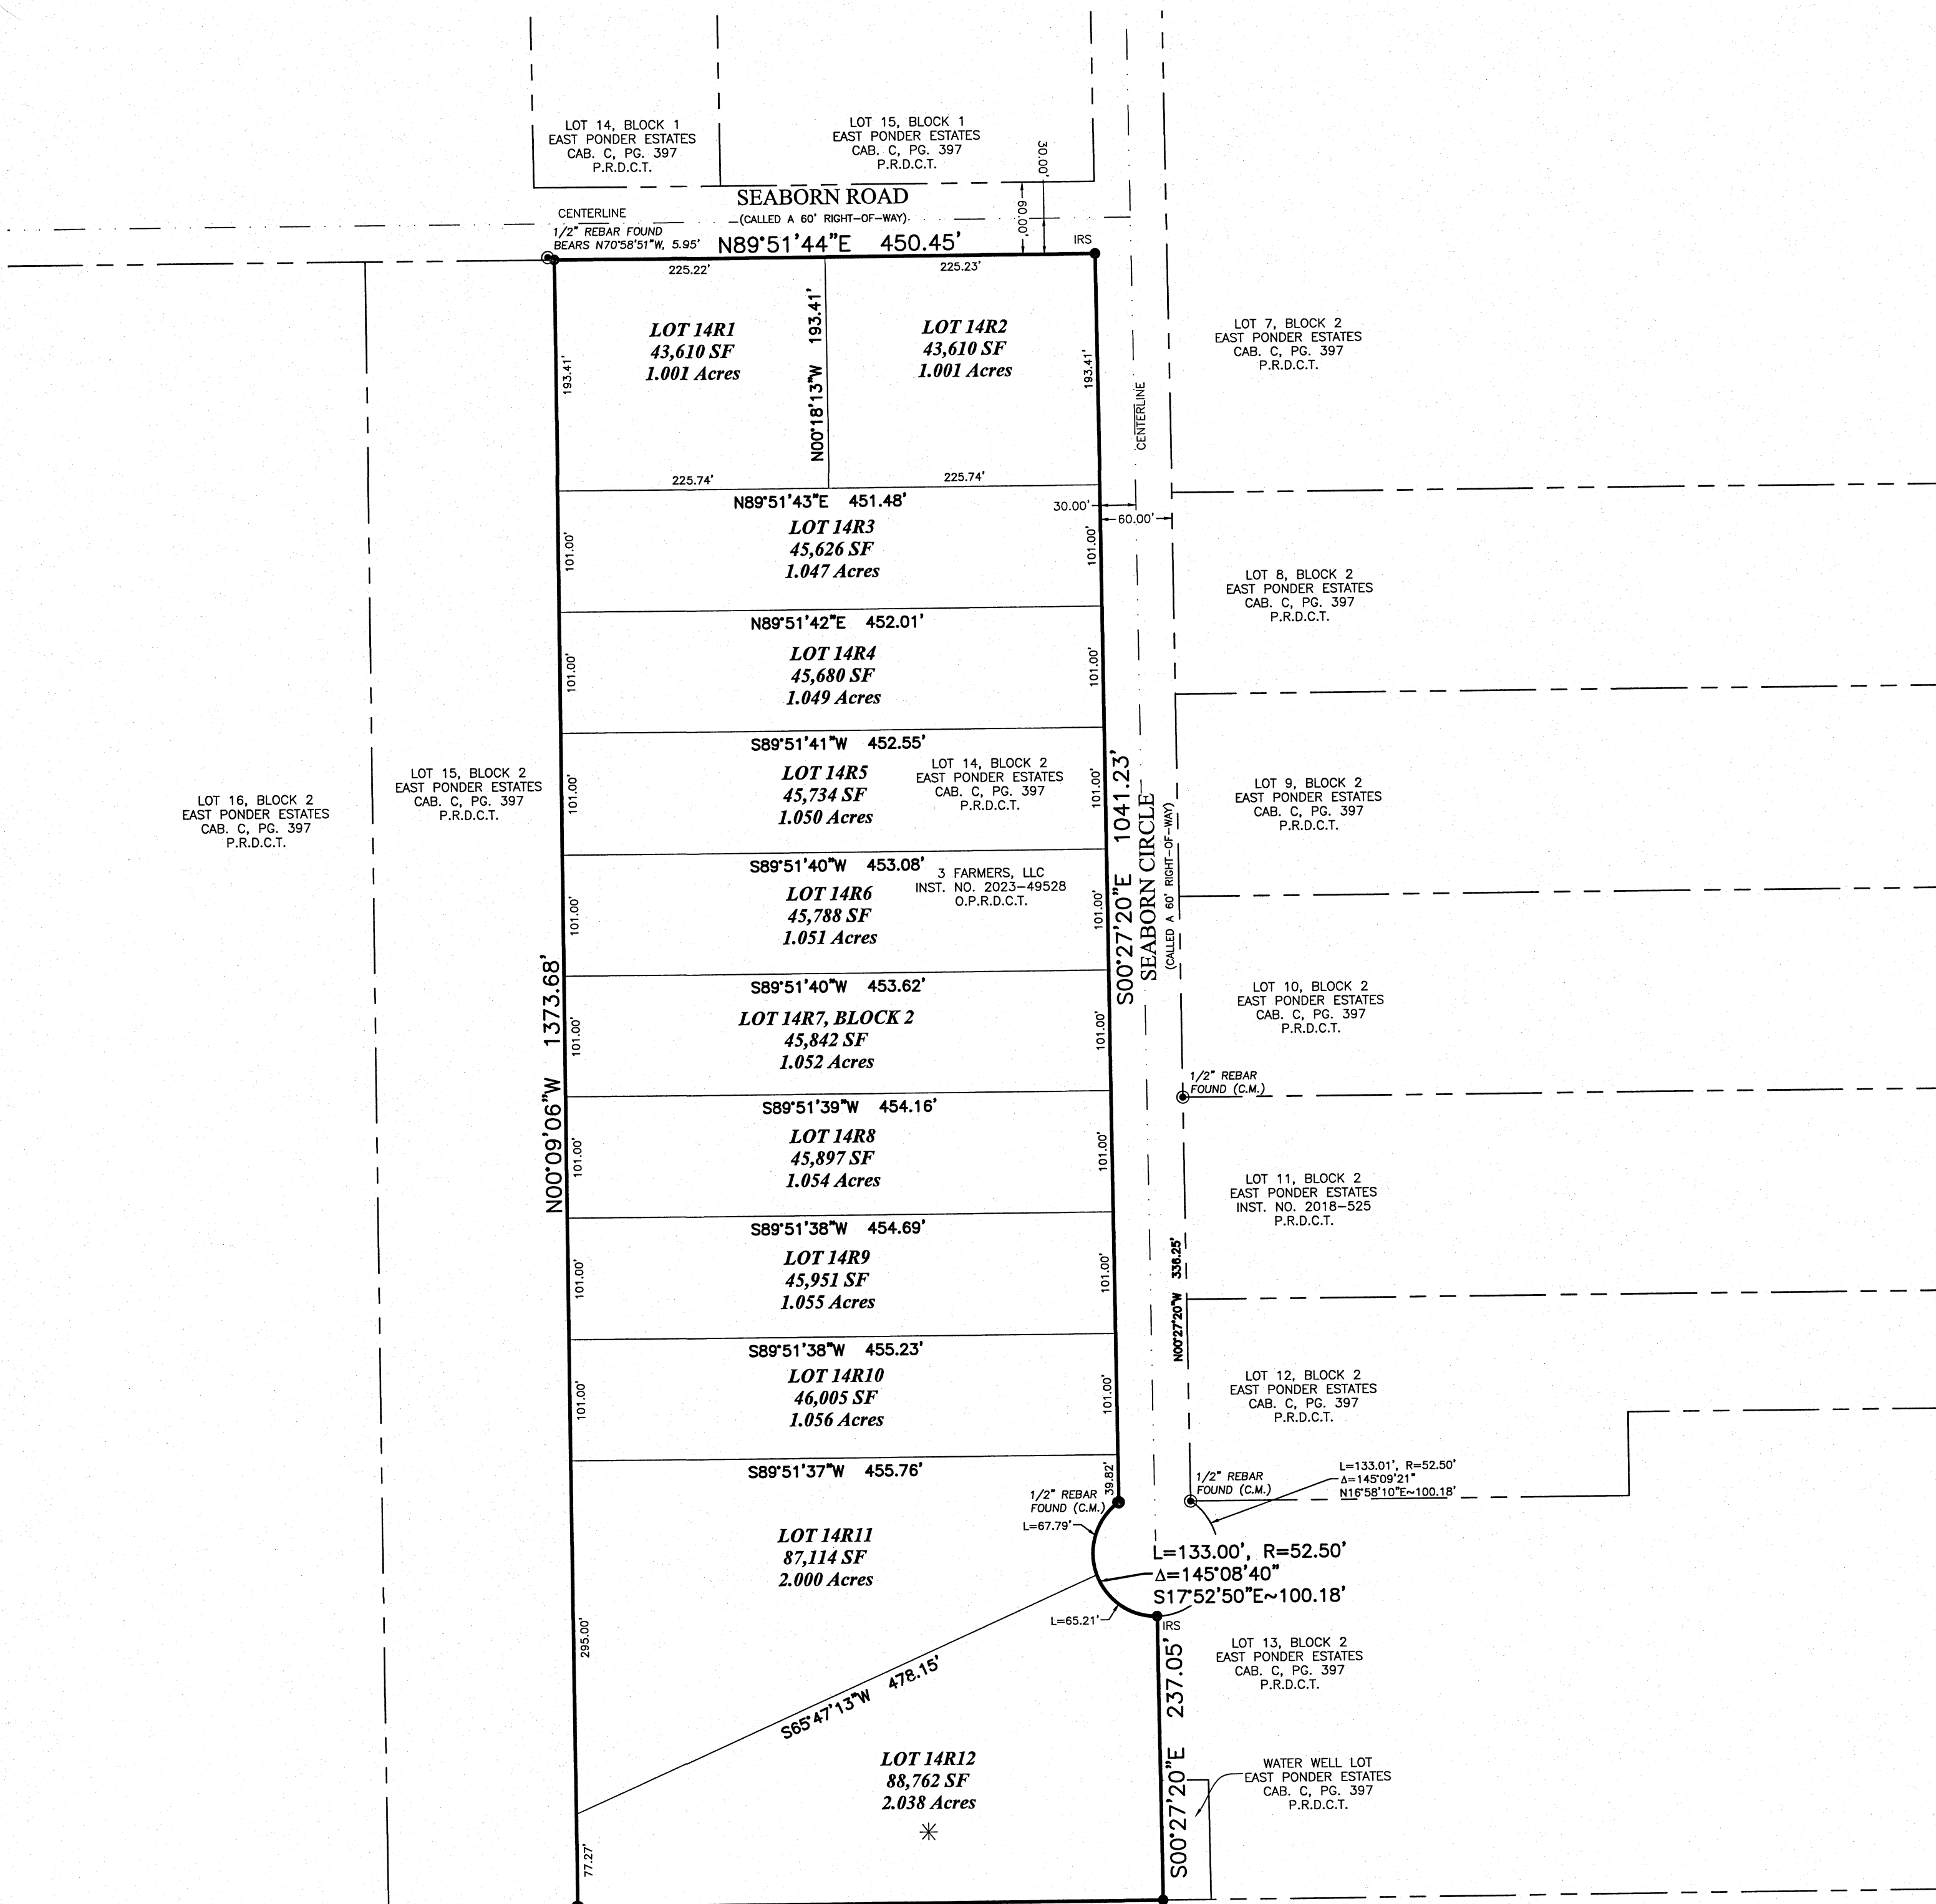 LOT 14, BLOCK 1
EAST PONDER ESTATES
CAB. C, PG. 397
P.R.D.C.T.
LOT 15, BLOCK 1
EAST PONDER ESTATES
CAB. C, PG. 397
P.R.D.C.T.
30.00'
60.00'
SEABORN ROAD
(CALLED A 60' RIGHT-OF-WAY)
CENTERLINE
1/2" REBAR FOUND
BEARS N70°58'51"W, 5.95'
N89°51'44"E 450.45'
IRS
225.22'
225.23'
LOT 14R1
43,610 SF
1.001 Acres
N00°18'13"W 193.41'
LOT 14R2
43,610 SF
1.001 Acres
193.41'
193.41'
CENTERLINE
LOT 7, BLOCK 2
EAST PONDER ESTATES
CAB. C, PG. 397
P.R.D.C.T.
225.74'
225.74'
N89°51'43"E 451.48'
30.00'
60.00'
LOT 14R3
45,626 SF
1.047 Acres
101.00'
101.00'
LOT 8, BLOCK 2
EAST PONDER ESTATES
CAB. C, PG. 397
P.R.D.C.T.
N89°51'42"E 452.01'
LOT 14R4
45,680 SF
1.049 Acres
101.00'
101.00'
S89°51'41"W 452.55'
LOT 14R5
45,734 SF
1.050 Acres
101.00'
101.00'
LOT 14, BLOCK 2
EAST PONDER ESTATES
CAB. C, PG. 397
P.R.D.C.T.
LOT 16, BLOCK 2
EAST PONDER ESTATES
CAB. C, PG. 397
P.R.D.C.T.
LOT 15, BLOCK 2
EAST PONDER ESTATES
CAB. C, PG. 397
P.R.D.C.T.
S00°27'20"E 1041.23'
SEABORN CIRCLE
(CALLED A 60' RIGHT-OF-WAY)
LOT 9, BLOCK 2
EAST PONDER ESTATES
CAB. C, PG. 397
P.R.D.C.T.
S89°51'40"W 453.08'
LOT 14R6
45,788 SF
1.051 Acres
101.00'
101.00'
3 FARMERS, LLC
INST. NO. 2023-49528
O.P.R.D.C.T.
S89°51'40"W 453.62'
LOT 14R7, BLOCK 2
45,842 SF
1.052 Acres
101.00'
101.00'
N00°09'06"W 1373.68'
LOT 10, BLOCK 2
EAST PONDER ESTATES
CAB. C, PG. 397
P.R.D.C.T.
1/2" REBAR
FOUND (C.M.)
S89°51'39"W 454.16'
LOT 14R8
45,897 SF
1.054 Acres
101.00'
101.00'
LOT 11, BLOCK 2
EAST PONDER ESTATES
INST. NO. 2018-525
P.R.D.C.T.
S89°51'38"W 454.69'
LOT 14R9
45,951 SF
1.055 Acres
101.00'
101.00'
N00°27'20"W 336.25'
S89°51'38"W 455.23'
LOT 14R10
46,005 SF
1.056 Acres
101.00'
101.00'
LOT 12, BLOCK 2
EAST PONDER ESTATES
CAB. C, PG. 397
P.R.D.C.T.
S89°51'37"W 455.76'
39.82'
1/2" REBAR
FOUND (C.M.)
1/2" REBAR
FOUND (C.M.)
L=133.01', R=52.50'
Δ=145°09'21"
N16°58'10"E~100.18'
L=67.79'
LOT 14R11
87,114 SF
2.000 Acres
L=133.00', R=52.50'
Δ=145°08'40"
S17°52'50"E~100.18'
L=65.21'
IRS
295.00'
S65°47'13"W 478.15'
S00°27'20"E 237.05'
LOT 13, BLOCK 2
EAST PONDER ESTATES
CAB. C, PG. 397
P.R.D.C.T.
LOT 14R12
88,762 SF
2.038 Acres
WATER WELL LOT
EAST PONDER ESTATES
CAB. C, PG. 397
P.R.D.C.T.
77.27'